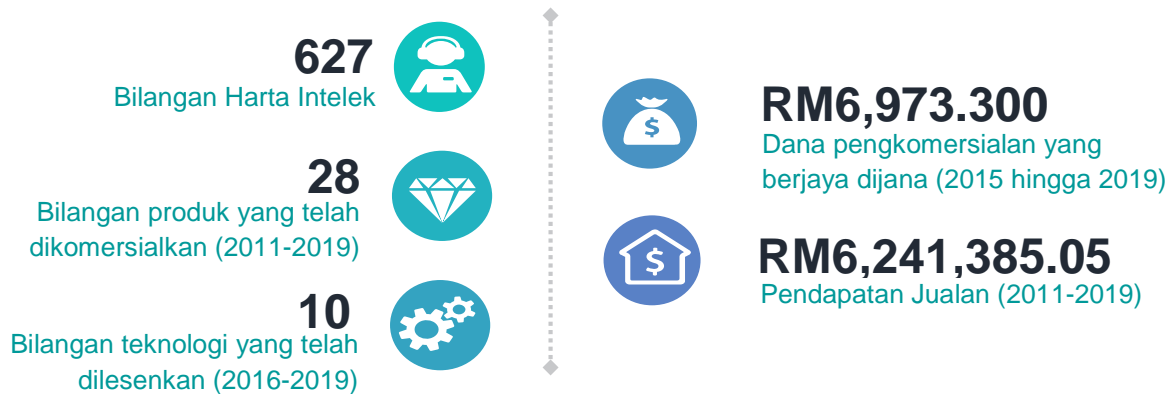 627
Bilangan Harta Intelek
28
Bilangan produk yang telah
dikomersialkan (2011-2019)
10
Bilangan teknologi yang telah
dilesenkan (2016-2019)
RM6,973.300
Dana pengkomersialan yang
berjaya dijana (2015 hingga 2019)
RM6,241,385.05
Pendapatan Jualan (2011-2019)
$
$